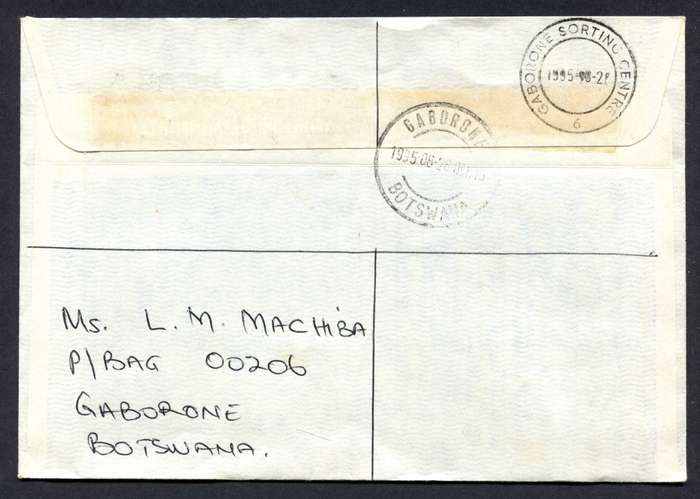 GABORONE SORTING CENTRE
6
GABORONE
BOTSWANA
Ms. L. M. MACHIBA
P/BAG 00206
GABORONE
BOTSWANA.